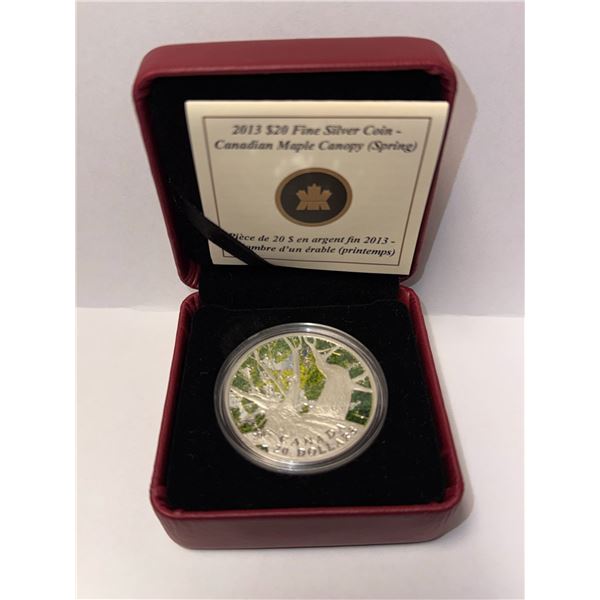 2013 $20 Fine Silver Coin -
Canadian Maple Canopy (Spring)
Pièce de 20 $ en argent fin 2013 -
ombre d'un érable (printemps)
CANADA
20 DOLLARS